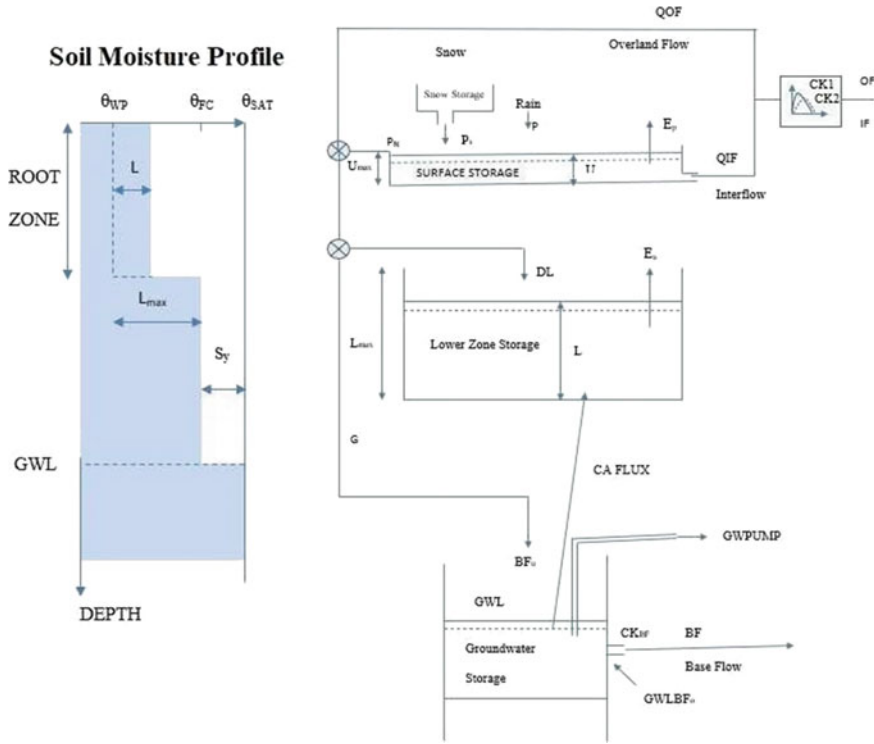 Soil Moisture Profile
θWP
θFC
θSAT
ROOT
ZONE
L
Lmax
Sy
GWL
DEPTH
QOF
Snow
Overland Flow
Snow Storage
Rain
P
Ps
PN
Ep
CK1
CK2
OF
IF
QIF
Umax
SURFACE STORAGE
U
Interflow
DL
Ea
Lmax
Lower Zone Storage
L
G
CA FLUX
GWPUMP
BFu
GWL
Groundwater
Storage
CKBF
BF
Base Flow
GWLBFo